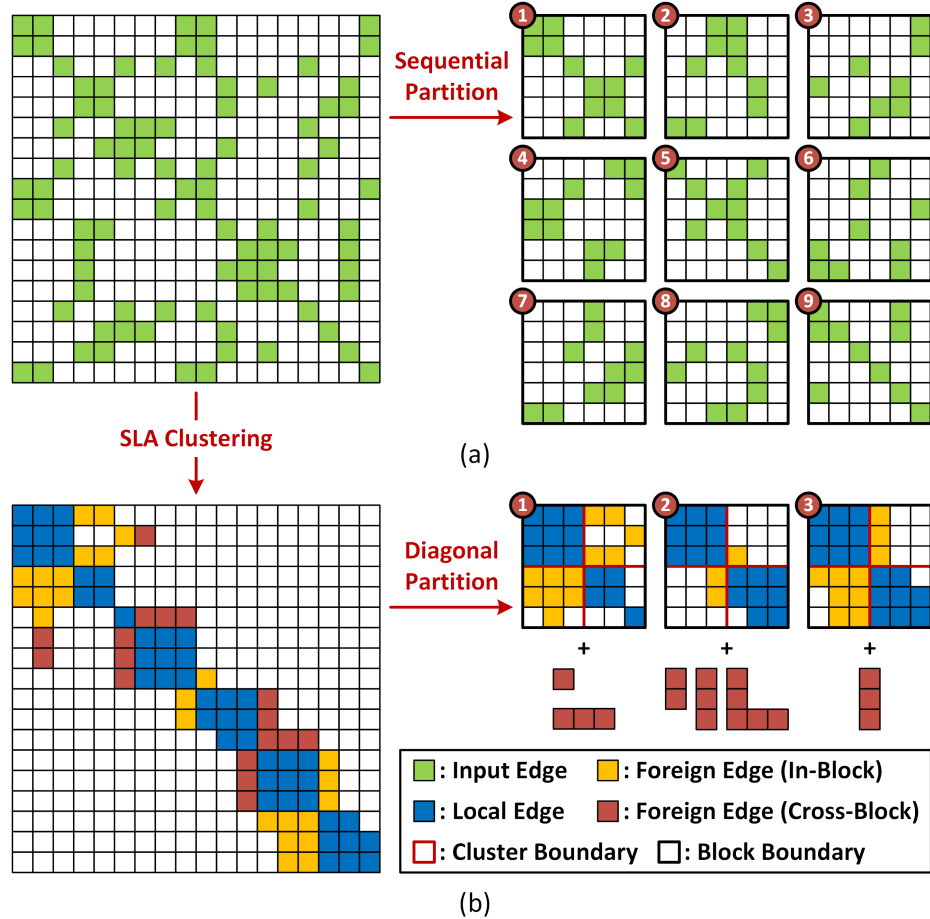 1
2
3
Sequential
Partition
4
5
6
7
8
9
SLA Clustering
(a)
1
2
3
Diagonal
Partition
+
+
+
: Input Edge
: Foreign Edge (In-Block)
: Local Edge
: Foreign Edge (Cross-Block)
: Cluster Boundary
: Block Boundary
(b)